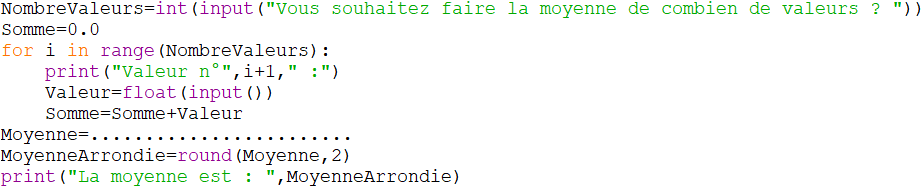 NombreValeurs=int(input("Vous souhaitez faire la moyenne de combien de valeurs ? "))
Somme=0.0
for i in range(NombreValeurs):
    print("Valeur n°",i+1," :")
    Valeur=float(input())
    Somme=Somme+Valeur
Moyenne=........................
MoyenneArrondie=round(Moyenne,2)
print("La moyenne est : ",MoyenneArrondie)